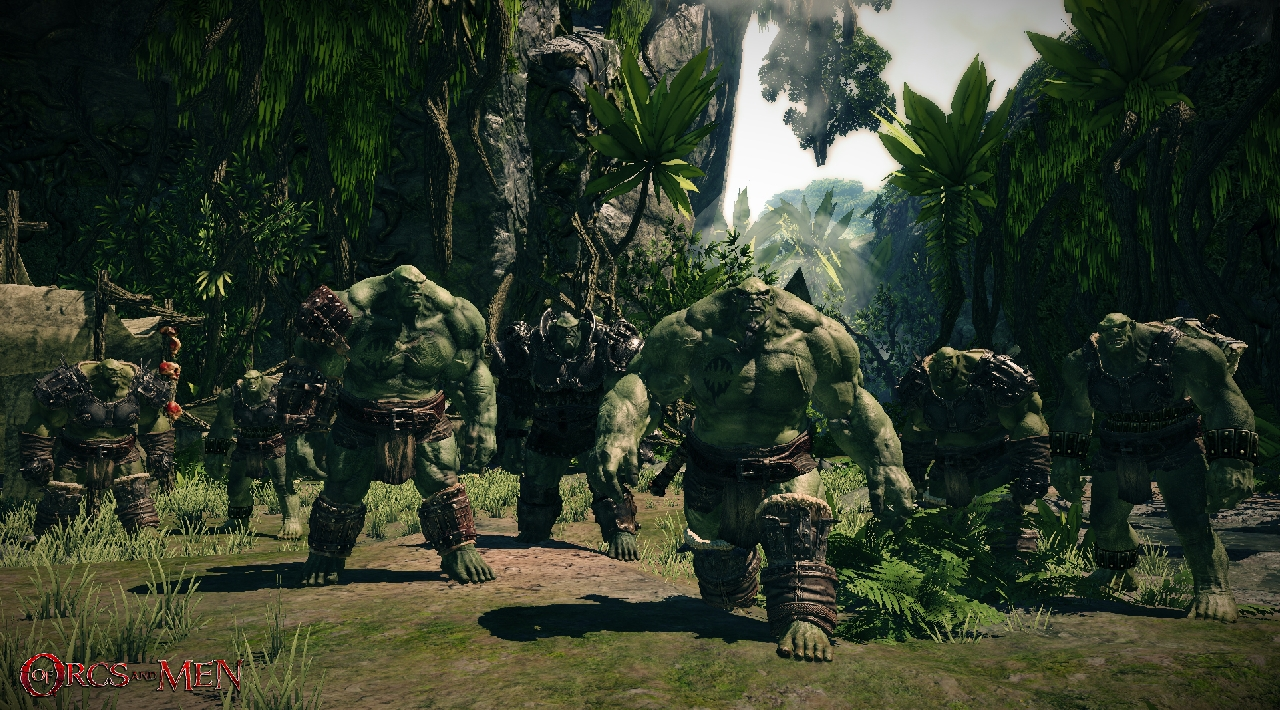 OF ORCS AND MEN